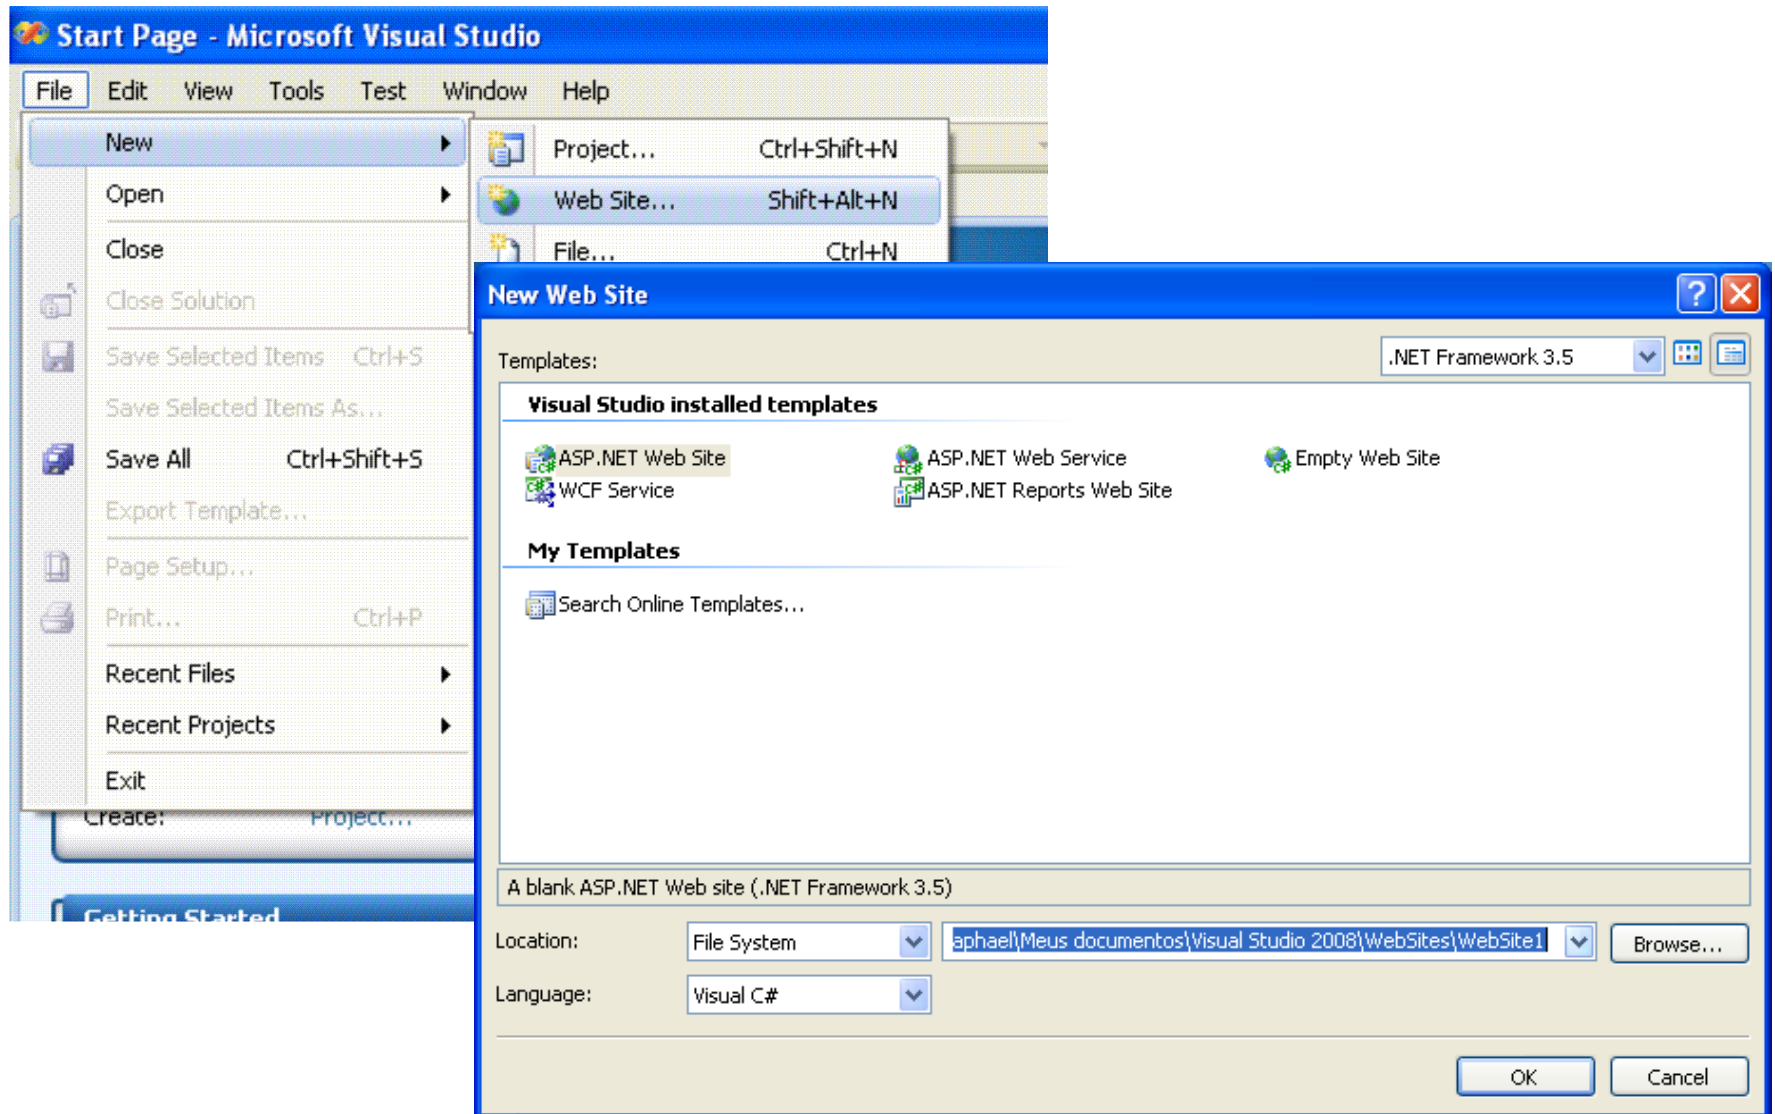 Start Page - Microsoft Visual Studio
File Edit View Tools Test Window Help
New
Open
Close
Close Solution
Save Selected Items Ctrl+S
Save Selected Items As...
Save All Ctrl+Shift+S
Export Template...
Page Setup...
Print... Ctrl+P
Recent Files
Recent Projects
Exit
Project... Ctrl+Shift+N
Web Site... Shift+Alt+N
File... Ctrl+N
Create: Project...
Getting Started
New Web Site
Templates: .NET Framework 3.5
Visual Studio installed templates
ASP.NET Web Site ASP.NET Web Service Empty Web Site
WCF Service ASP.NET Reports Web Site
My Templates
Search Online Templates...
A blank ASP.NET Web site (.NET Framework 3.5)
Location: File System aphael\Meus documentos\Visual Studio 2008\WebSites\WebSite1 Browse...
Language: Visual C#
OK Cancel